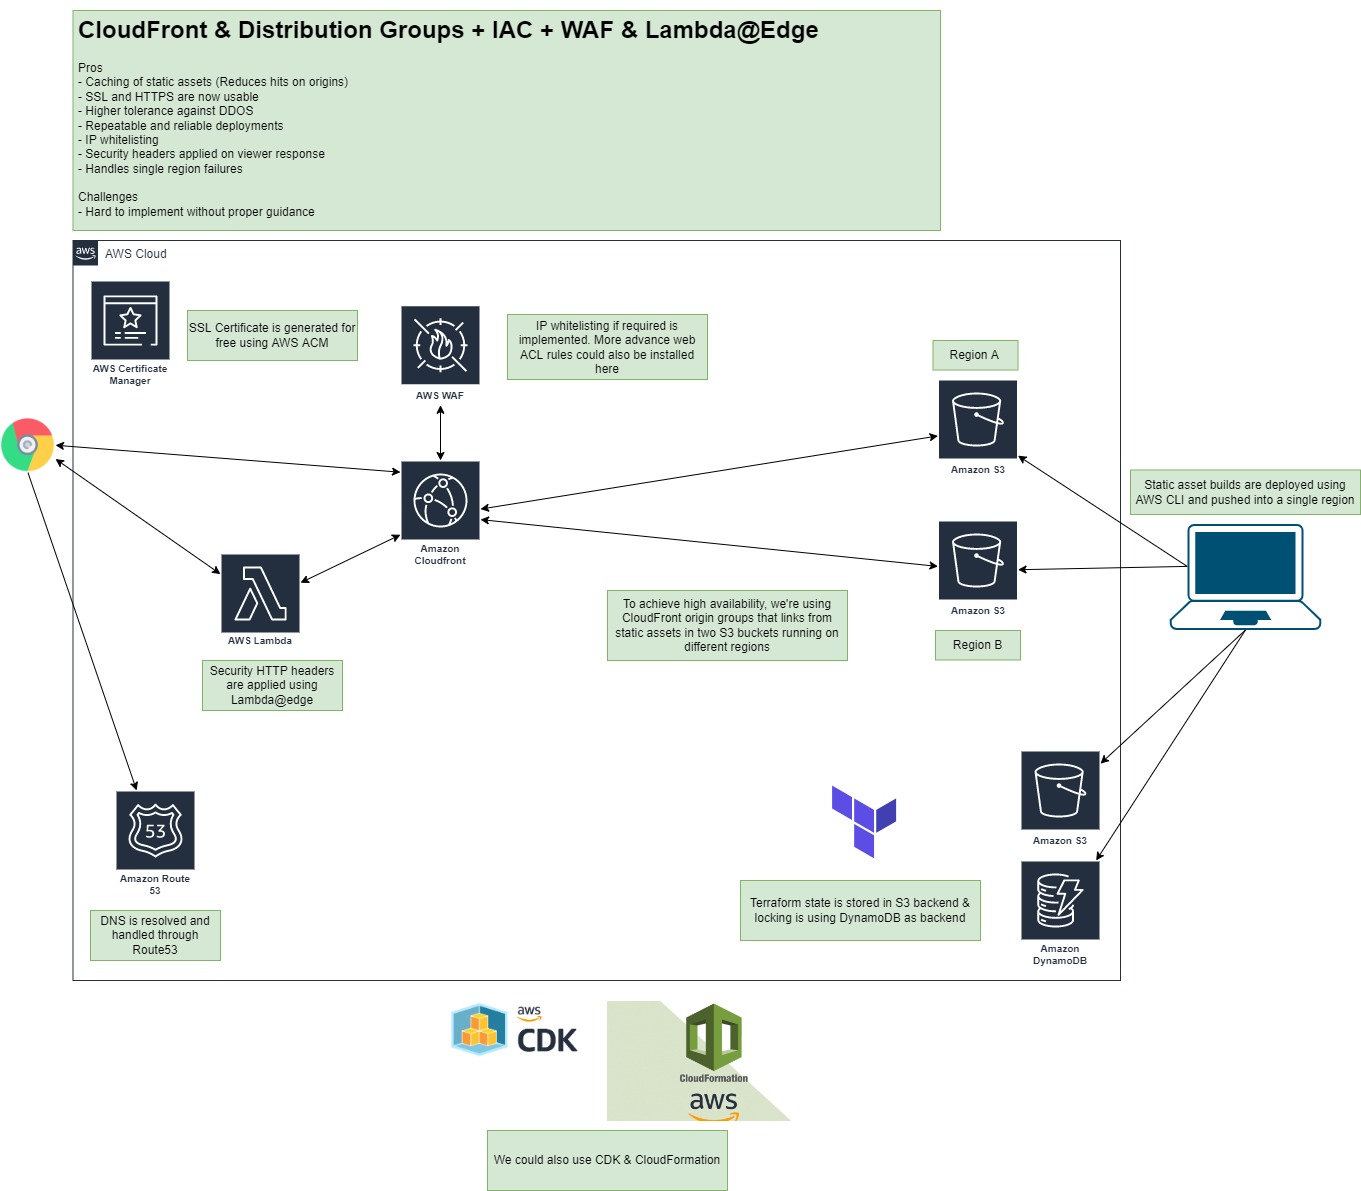 CloudFront & Distribution Groups + IAC + WAF & Lambda@Edge
Pros
- Caching of static assets (Reduces hits on origins)
- SSL and HTTPS are now usable
- Higher tolerance against DDOS
- Repeatable and reliable deployments
- IP whitelisting
- Security headers applied on viewer response
- Handles single region failures
Challenges
- Hard to implement without proper guidance
aws
AWS Cloud
AWS Certificate
Manager
SSL Certificate is generated for
free using AWS ACM
AWS WAF
IP whitelisting if required is
implemented. More advance web
ACL rules could also be installed
here
Region A
Amazon S3
Static asset builds are deployed using
AWS CLI and pushed into a single region
Amazon
Cloudfront
Amazon S3
Region B
AWS Lambda
Security HTTP headers
are applied using
Lambda@edge
To achieve high availability, we're using
CloudFront origin groups that links from
static assets in two S3 buckets running on
different regions
53
Amazon Route
53
DNS is resolved and
handled through
Route53
Amazon S3
Terraform state is stored in S3 backend &
locking is using DynamoDB as backend
Amazon
DynamoDB
aws
CDK
CloudFormation
aws
We could also use CDK & CloudFormation